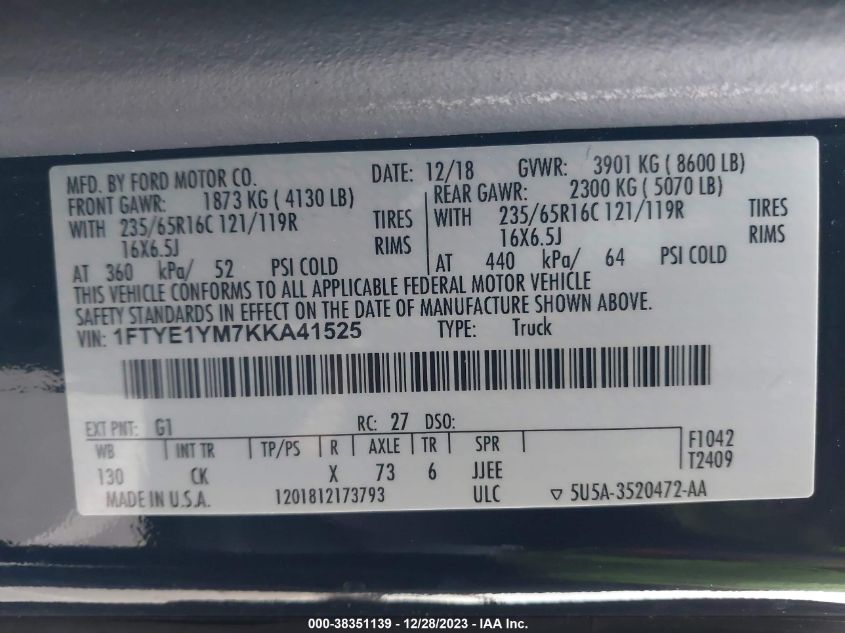 MFD. BY FORD MOTOR CO. DATE: 12/18 GVWR: 3901 KG ( 8600 LB)
FRONT GAWR: 1873 KG ( 4130 LB) REAR GAWR: 2300 KG ( 5070 LB)
WITH 235/65R16C 121/119R TIRES WITH 235/65R16C 121/119R TIRES
16X6.5J RIMS 16X6.5J RIMS
AT 360 kPa/ 52 PSI COLD AT 440 kPa/ 64 PSI COLD
THIS VEHICLE CONFORMS TO ALL APPLICABLE FEDERAL MOTOR VEHICLE
SAFETY STANDARDS IN EFFECT ON THE DATE OF MANUFACTURE SHOWN ABOVE.
VIN: 1FTYE1YM7KKA41525 TYPE: Truck
EXT PNT: G1 RC: 27 DSO:
WB INT TR TP/PS R AXLE TR SPR F1042
130 CK X 73 6 JJEE T2409
MADE IN U.S.A. 1201812173793 ULC ▽ 5U5A-3520472-AA
000-38351139 - 12/28/2023 - IAA Inc.